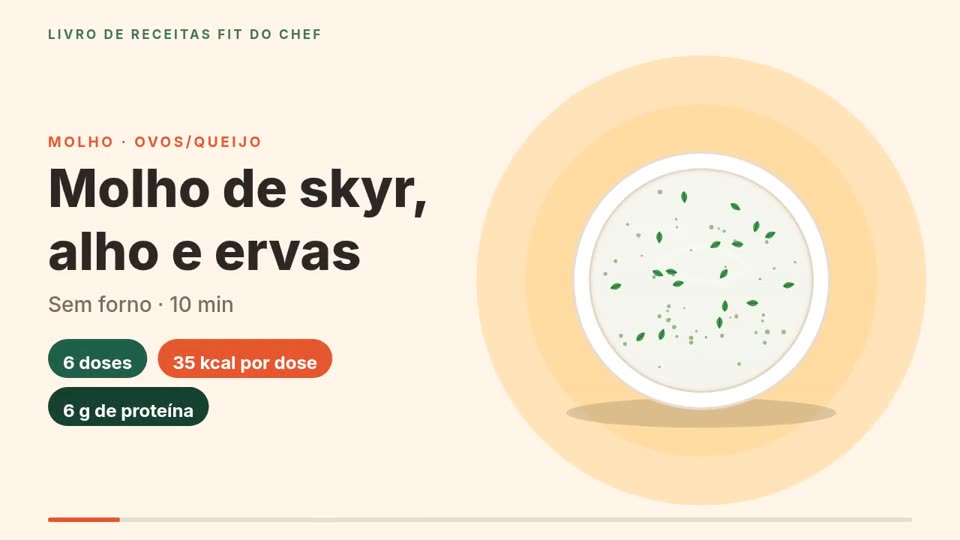 LIVRO DE RECEITAS FIT DO CHEF
MOLHO · OVOS/QUEIJO
Molho de skyr,
alho e ervas
Sem forno · 10 min
6 doses
35 kcal por dose
6 g de proteína